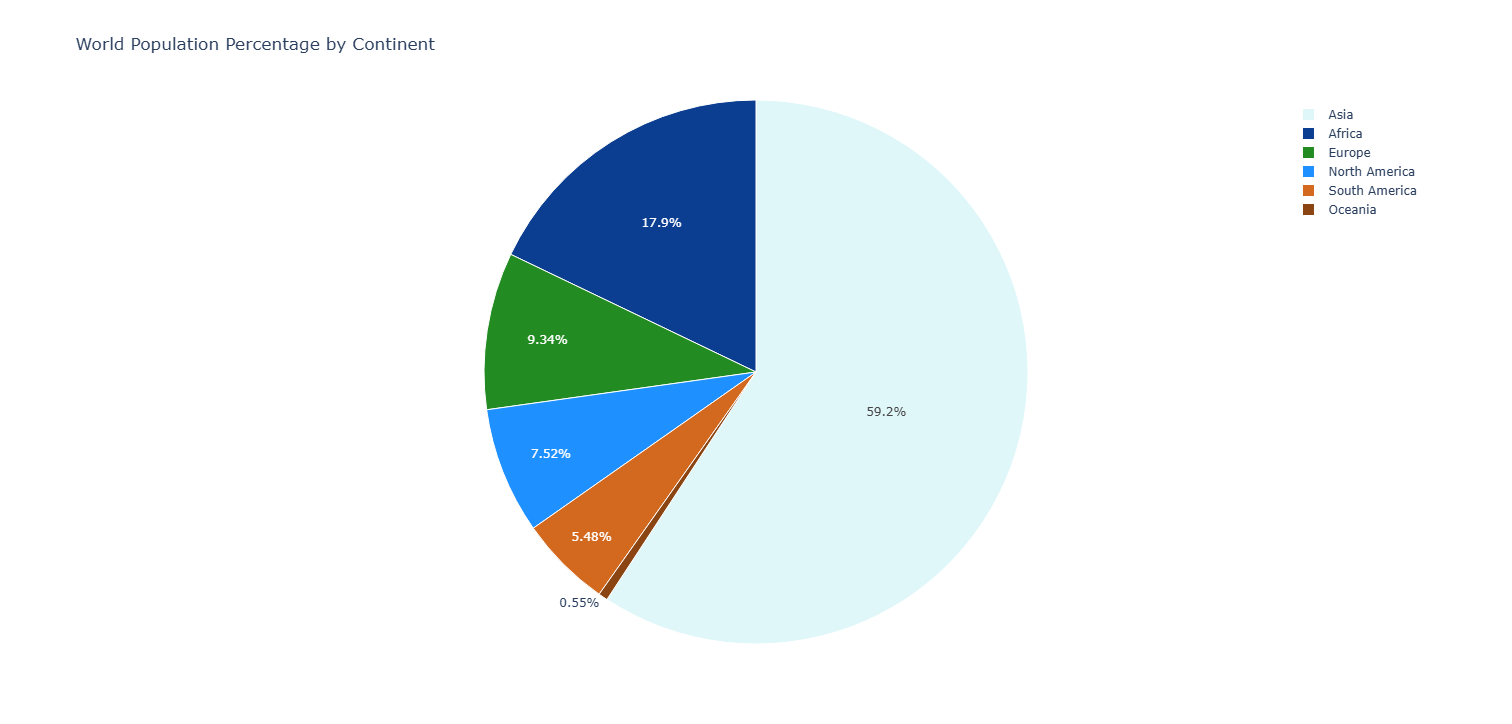 World Population Percentage by Continent
Asia
Africa
Europe
North America
South America
Oceania
17.9%
9.34%
59.2%
7.52%
5.48%
0.55%